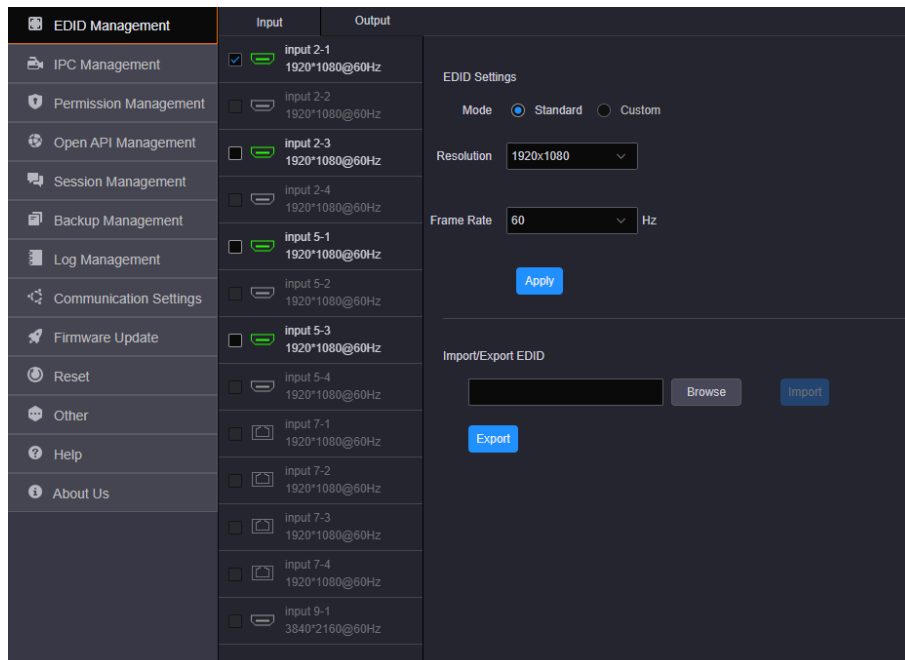 EDID Management
IPC Management
Permission Management
Open API Management
Session Management
Backup Management
Log Management
Communication Settings
Firmware Update
Reset
Other
Help
About Us
Input
Output
input 2-1
1920*1080@60Hz
input 2-2
1920*1080@60Hz
input 2-3
1920*1080@60Hz
input 2-4
1920*1080@60Hz
input 5-1
1920*1080@60Hz
input 5-2
1920*1080@60Hz
input 5-3
1920*1080@60Hz
input 5-4
1920*1080@60Hz
input 7-1
1920*1080@60Hz
input 7-2
1920*1080@60Hz
input 7-3
1920*1080@60Hz
input 7-4
1920*1080@60Hz
input 9-1
3840*2160@60Hz
EDID Settings
Mode Standard Custom
Resolution 1920x1080
Frame Rate 60 Hz
Apply
Import/Export EDID
Browse Import
Export